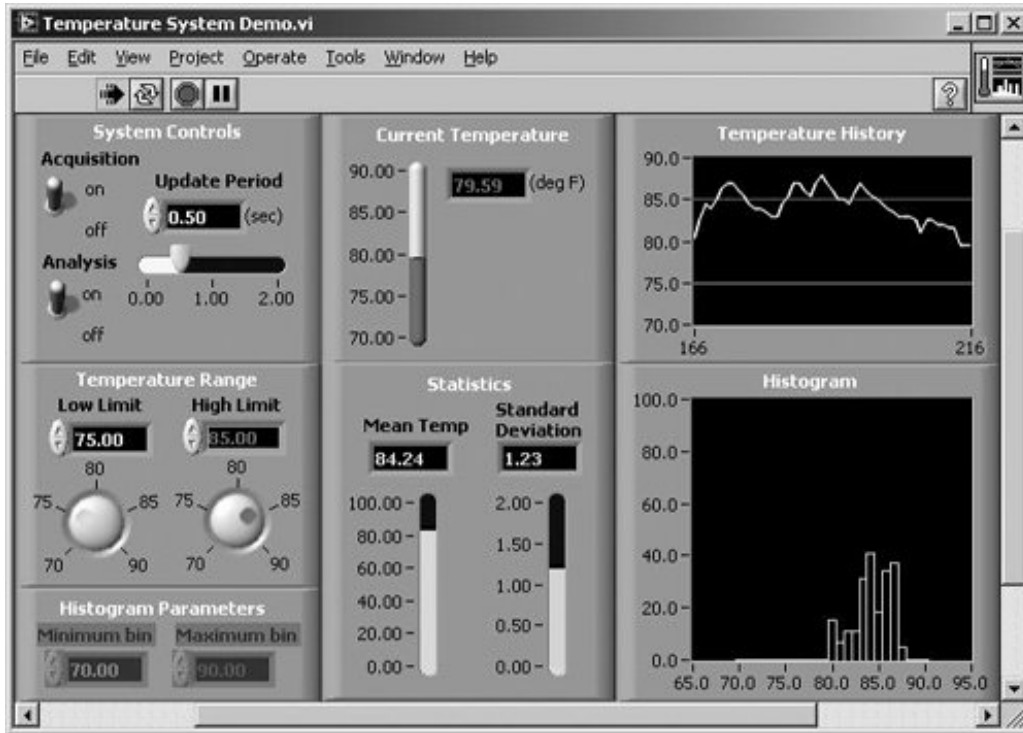 Temperature System Demo.vi
File Edit View Project Operate Tools Window Help
System Controls
Acquisition
on
off
Update Period
0.50 (sec)
0.00 1.00 2.00
Analysis
on
off
Current Temperature
90.00
85.00
80.00
75.00
70.00
79.59 (deg F)
Temperature History
90.0
85.0
80.0
75.0
70.0
166 216
Temperature Range
Low Limit High Limit
75.00 85.00
80 80
75 85 75 85
70 90 70 90
Statistics
Mean Temp
84.24
100.00
80.00
60.00
40.00
20.00
0.00
Standard
Deviation
1.23
2.00
1.50
1.00
0.50
0.00
Histogram
100.0
80.0
60.0
40.0
20.0
0.0
65.0 70.0 75.0 80.0 85.0 90.0 95.0
Histogram Parameters
Minimum bin Maximum bin
70.00 90.00